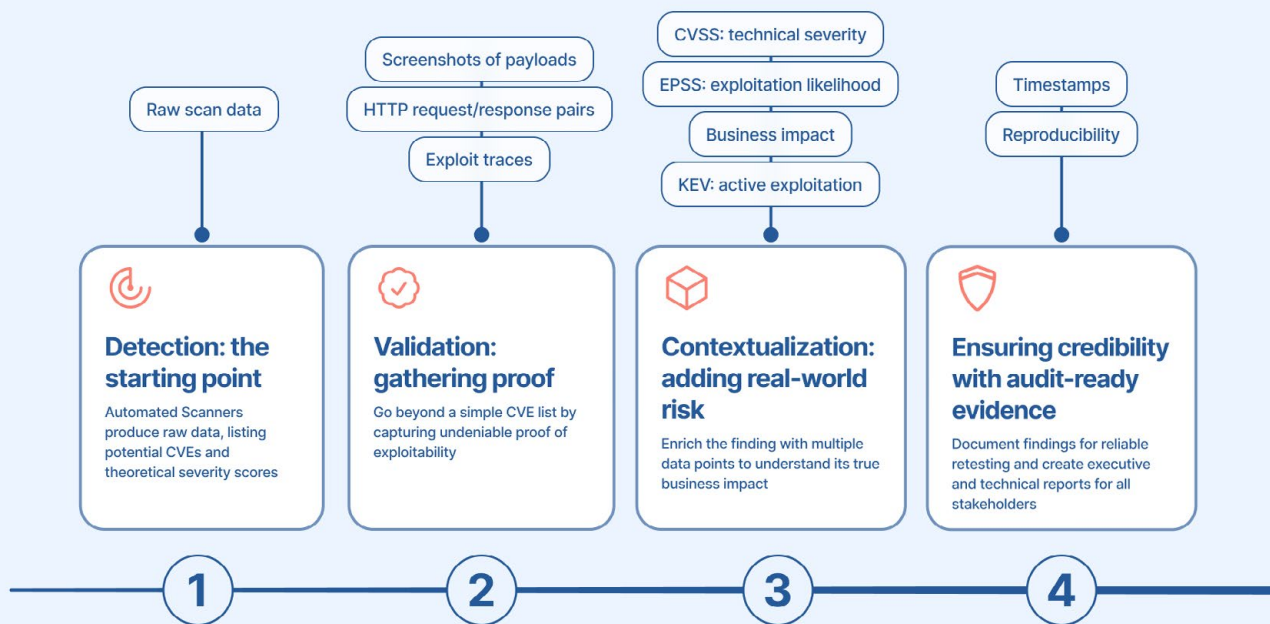 Raw scan data
Screenshots of payloads
HTTP request/response pairs
Exploit traces
CVSS: technical severity
EPSS: exploitation likelihood
Business impact
KEV: active exploitation
Timestamps
Reproducibility
Detection: the
starting point
Automated Scanners
produce raw data, listing
potential CVEs and
theoretical severity scores
Validation:
gathering proof
Go beyond a simple CVE list by
capturing undeniable proof of
exploitability
Contextualization:
adding real-world
risk
Enrich the finding with multiple
data points to understand its true
business impact
Ensuring credibility
with audit-ready
evidence
Document findings for reliable
retesting and create executive
and technical reports for all
stakeholders
1
2
3
4